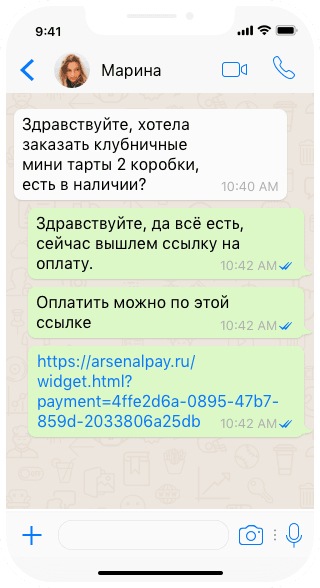 9:41
Марина
Здравствуйте, хотела
заказать клубничные
мини тарты 2 коробки,
есть в наличии?
10:40 AM
Здравствуйте, да всё есть,
сейчас вышлем ссылку на
оплату.
10:42 AM
Оплатить можно по этой
ссылке
10:42 AM
https://arsenalpay.ru/
widget.html?
payment=4ffe2d6a-0895-47b7-
859d-2033806a25db
10:42 AM